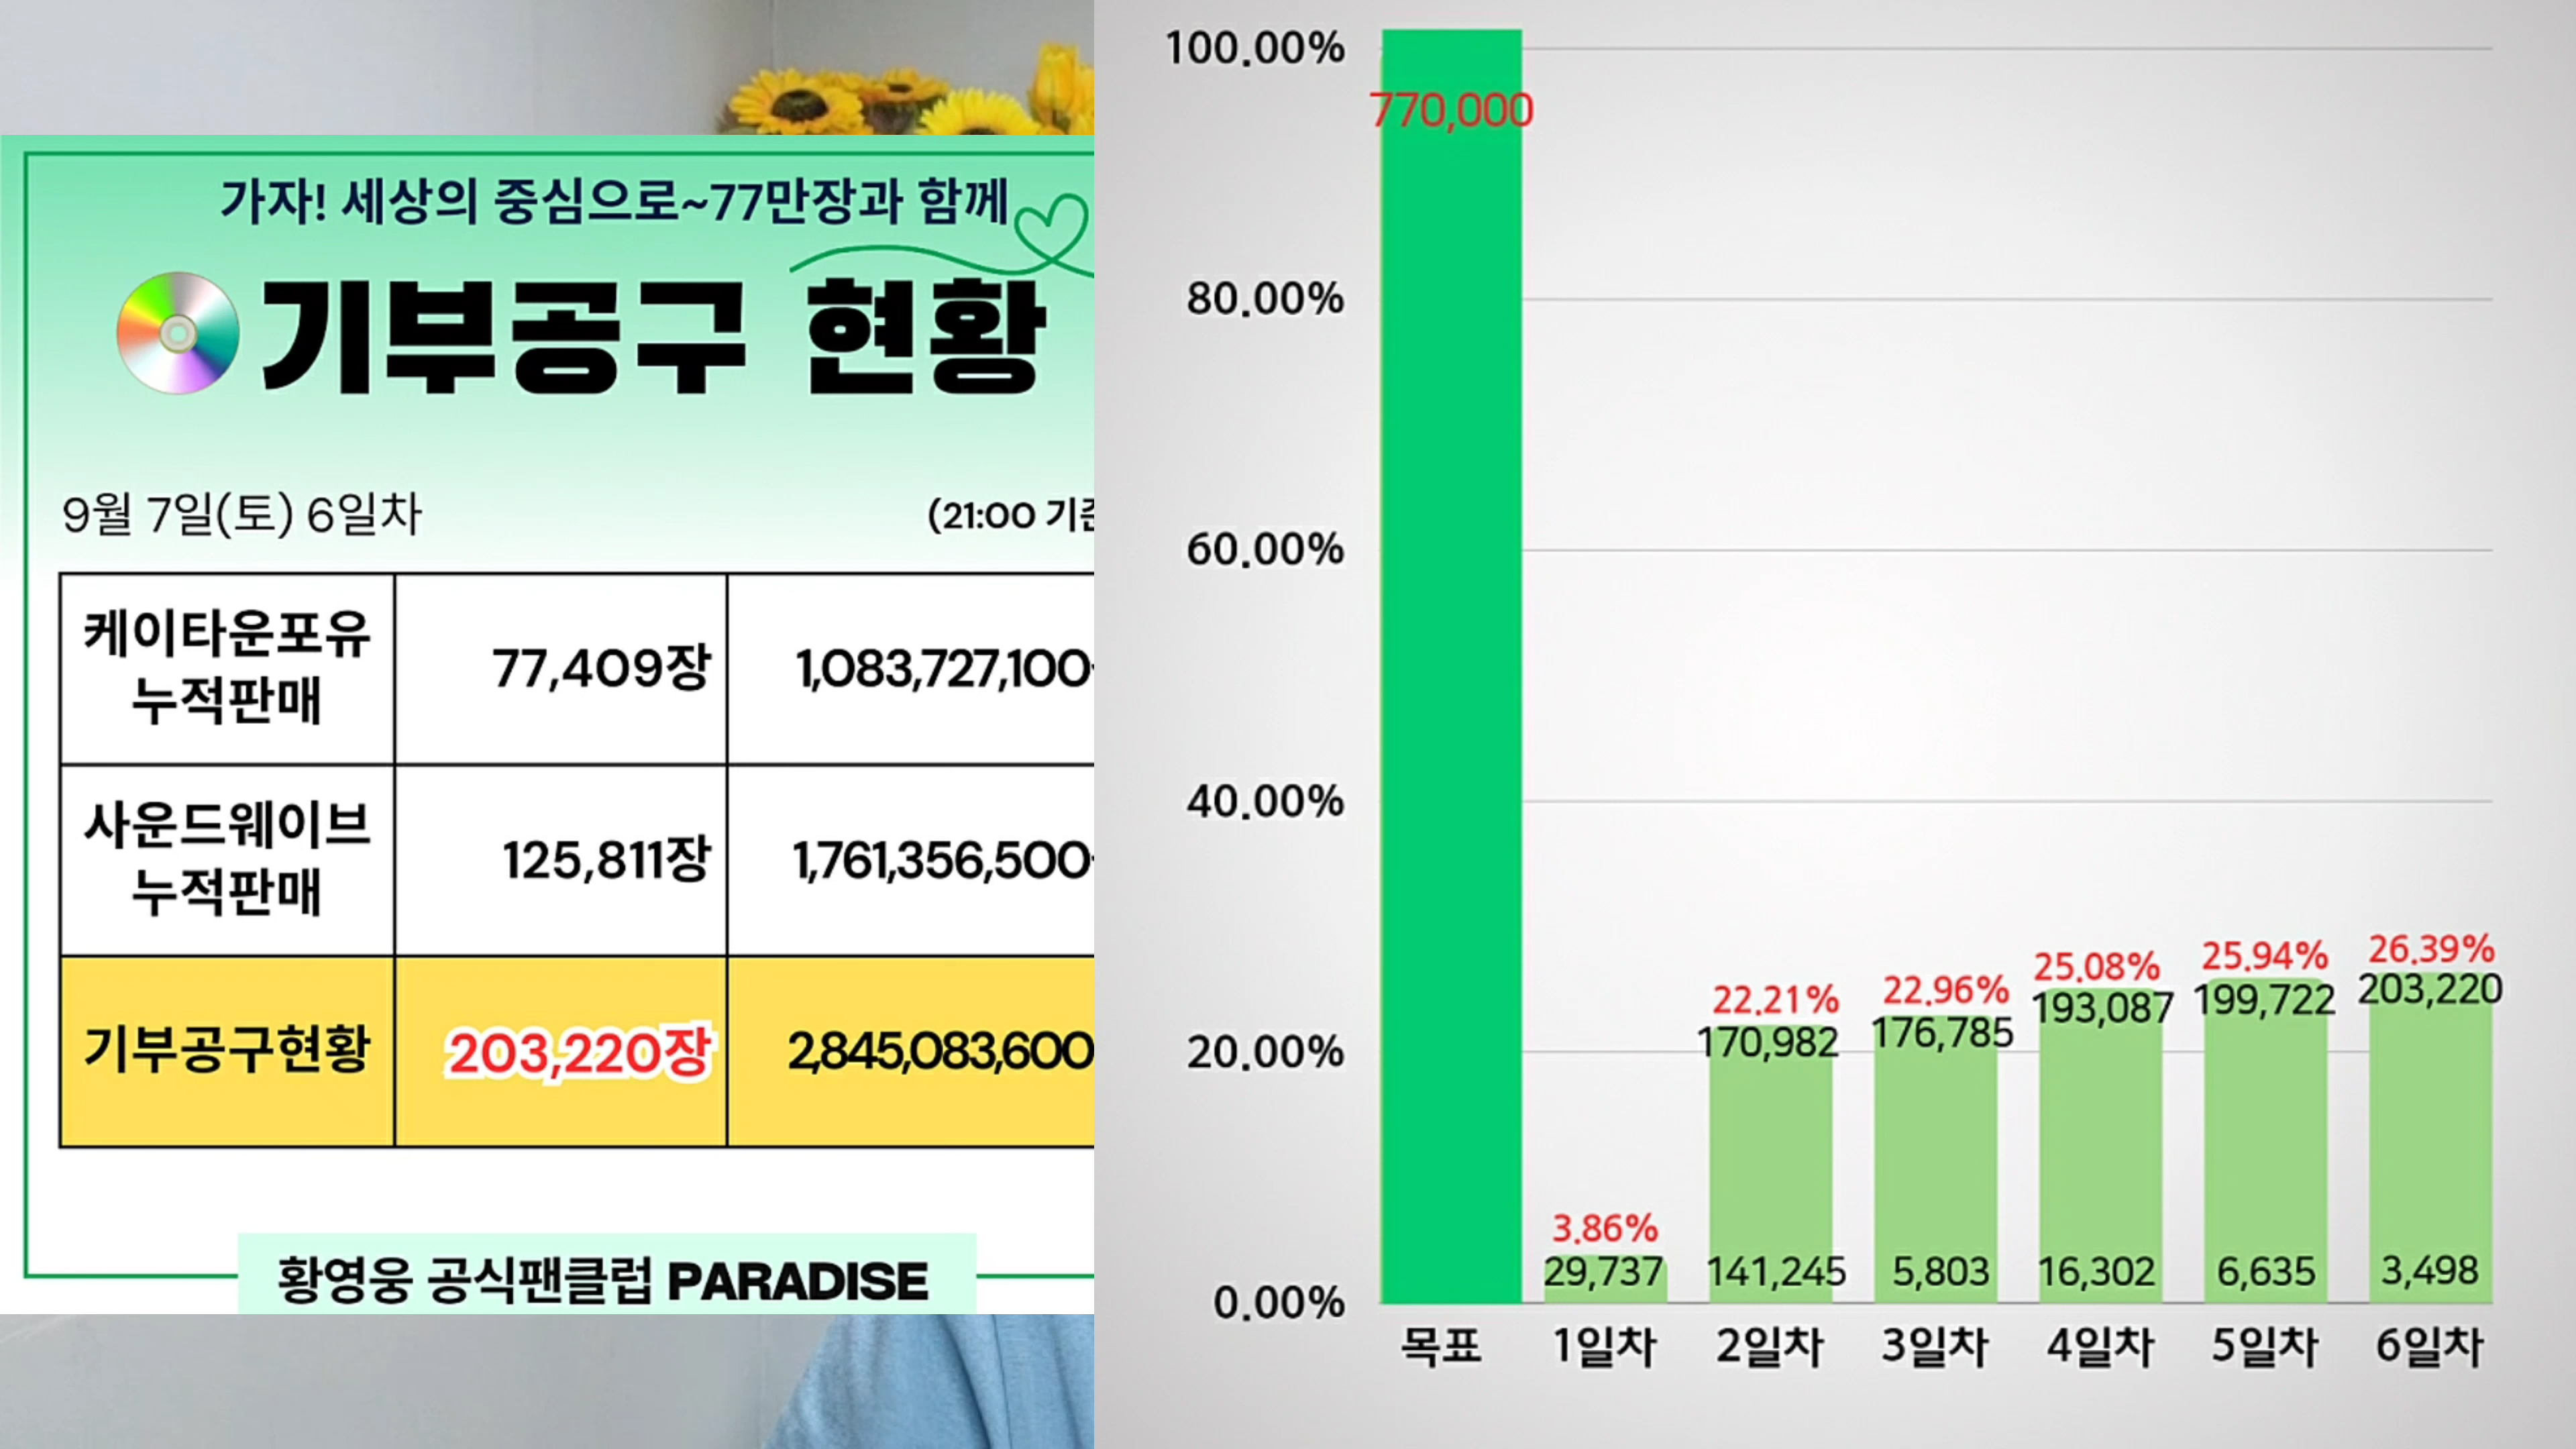 가자! 세상의 중심으로~77만장과 함께
기부공구 현황
9월 7일(토) 6일차
(21:00
케이타운포유
누적판매
77,409장
1,083,727,100
사운드웨이브
누적판매
125,811장
1,761,356,500
기부공구현황
203,220장
2,845,083,600
황영웅 공식팬클럽 PARADISE
100.00%
80.00%
60.00%
40.00%
20.00%
0.00%
770,000
3.86%
29,737
22.21%
170,982
141,245
22.96%
176,785
5,803
25.08%
193,087
16,302
25.94%
199,722
6,635
26.39%
203,220
3,498
목표
1일차
2일차
3일차
4일차
5일차
6일차